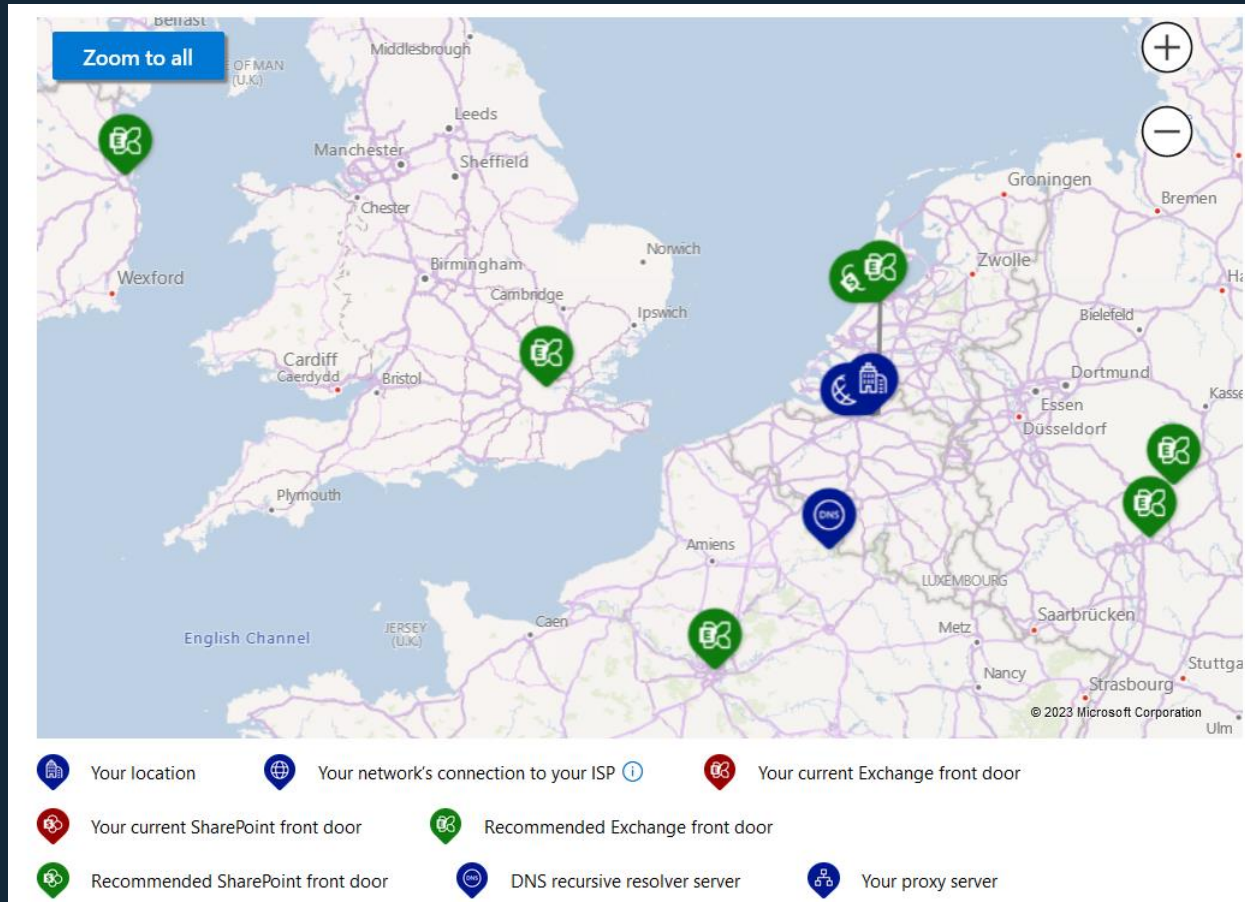 Belfast
Zoom to all
OF MAN
(U.K.)
Middlesbrough
Leeds
Manchester
Sheffield
Chester
Groningen
Bremen
Norwich
Wexford
Birmingham
Zwolle
Cambridge
Ipswich
Bielefeld
Cardiff
Caerdydd
Bristol
Dortmund
Essen
Kasse
Düsseldorf
Plymouth
DNS
Amiens
LUXEMBOURG
Saarbrücken
English Channel
JERSEY
(U.K.)
Caen
Metz
Nancy
Stuttga
Strasbourg
© 2023 Microsoft Corporation
Ulm
Your location
Your network's connection to your ISP
Your current Exchange front door
Your current SharePoint front door
Recommended Exchange front door
Recommended SharePoint front door
DNS
DNS recursive resolver server
Your proxy server